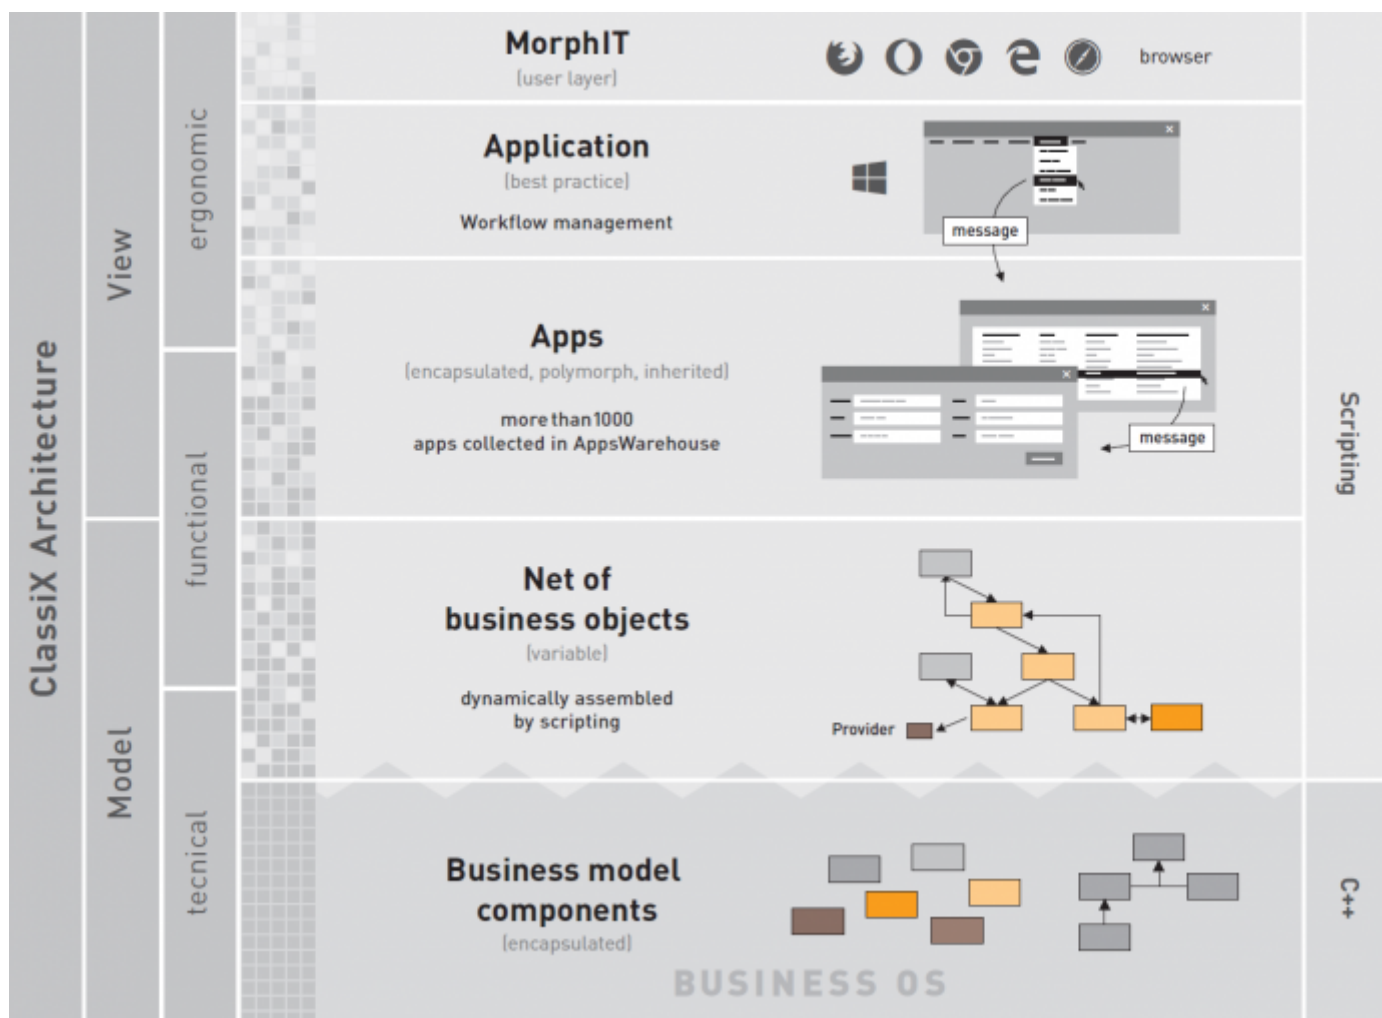 ClassiX Architecture
View
Model
ergonomic
functional
tecnical
MorphIT
(user layer)
browser
Application
(best practice)
Workflow management
message
Apps
(encapsulated, polymorph, inherited)
more than 1000
apps collected in AppsWarehouse
message
Net of
business objects
(variable)
dynamically assembled
by scripting
Provider
Business model
components
(encapsulated)
BUSINESS OS
Scripting
C++